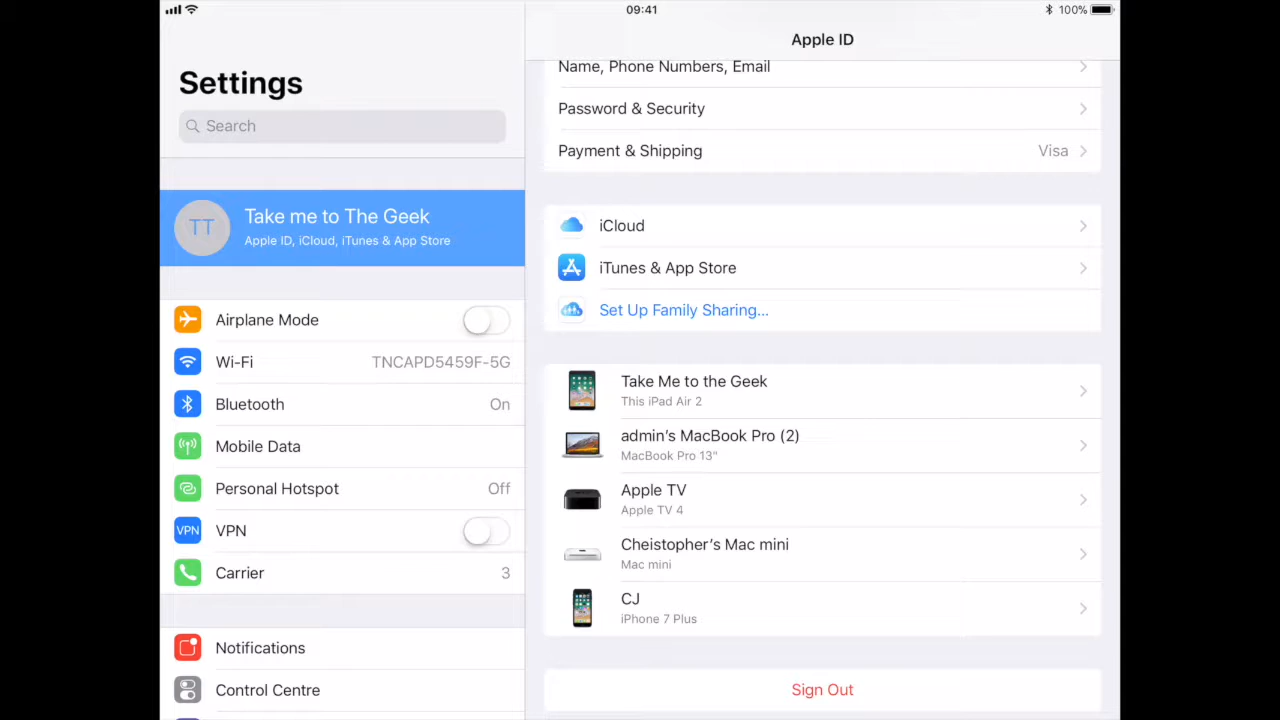 09:41
100%
Settings
Search
TT
Take me to The Geek
Apple ID, iCloud, iTunes & App Store
Airplane Mode
Wi-Fi TNCAPD5459F-5G
Bluetooth On
Mobile Data
Personal Hotspot Off
VPN VPN
Carrier 3
Notifications
Control Centre
Apple ID
Name, Phone Numbers, Email
Password & Security
Payment & Shipping Visa
iCloud
iTunes & App Store
Set Up Family Sharing...
Take Me to the Geek
This iPad Air 2
admin's MacBook Pro (2)
MacBook Pro 13"
Apple TV
Apple TV 4
Cheistopher's Mac mini
Mac mini
CJ
iPhone 7 Plus
Sign Out